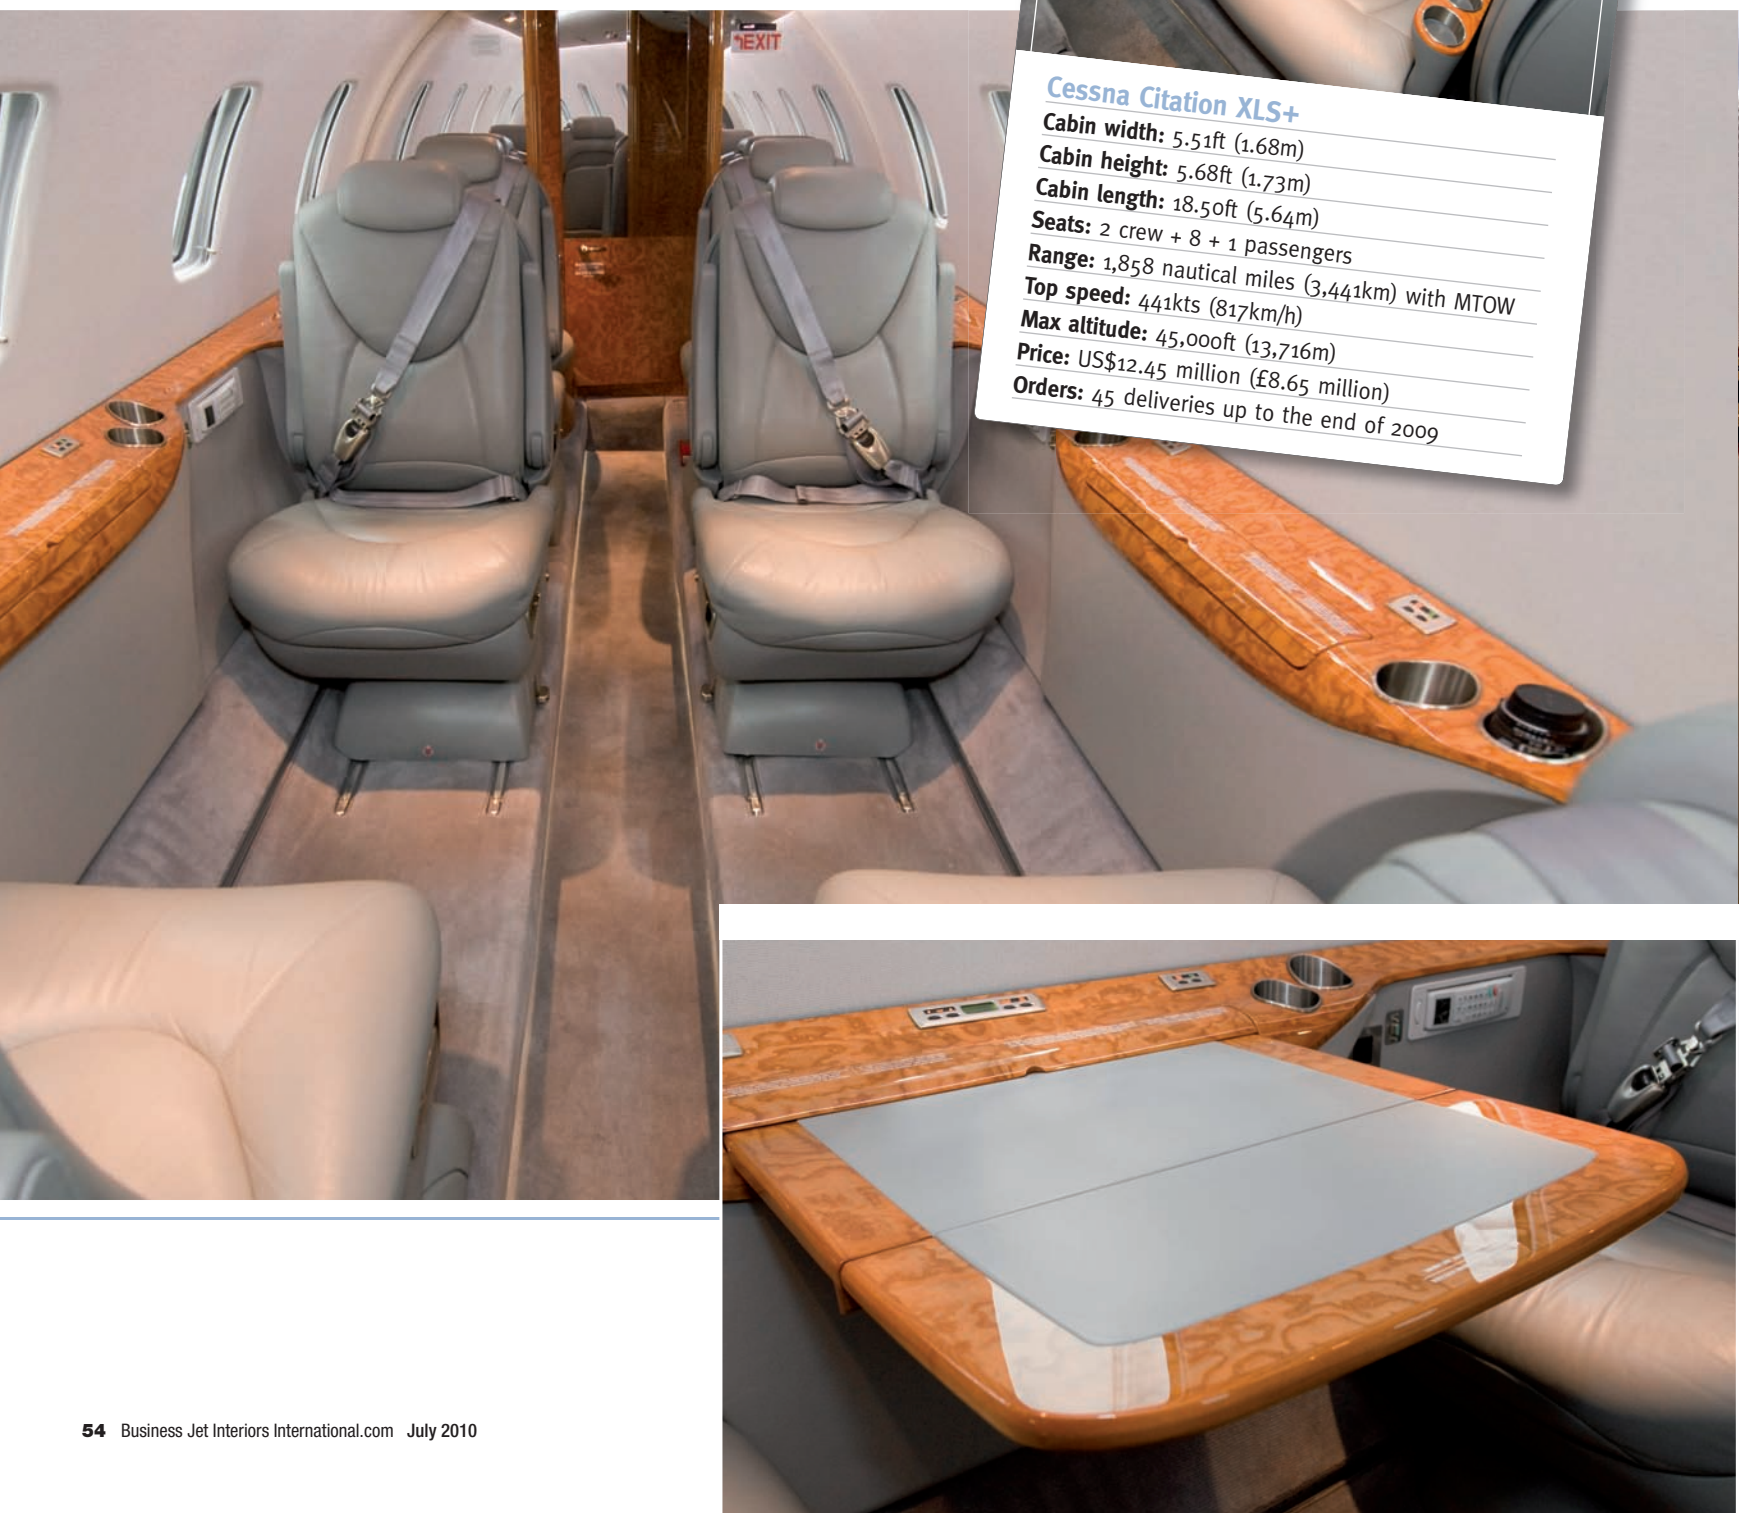 EXIT
Cessna Citation XLS+
Cabin width: 5.51ft (1.68m)
Cabin height: 5.68ft (1.73m)
Cabin length: 18.50ft (5.64m)
Seats: 2 crew + 8 + 1 passengers
Range: 1,858 nautical miles (3,441km) with MTOW
Top speed: 441kts (817km/h)
Max altitude: 45,000ft (13,716m)
Price: US$12.45 million (£8.65 million)
Orders: 45 deliveries up to the end of 2009
54 Business Jet Interiors International.com July 2010